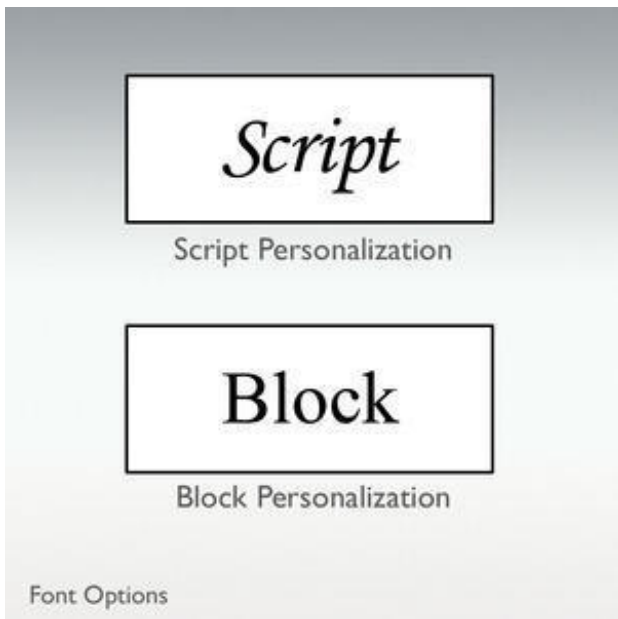 Script
Script Personalization
Block
Block Personalization
Font Options